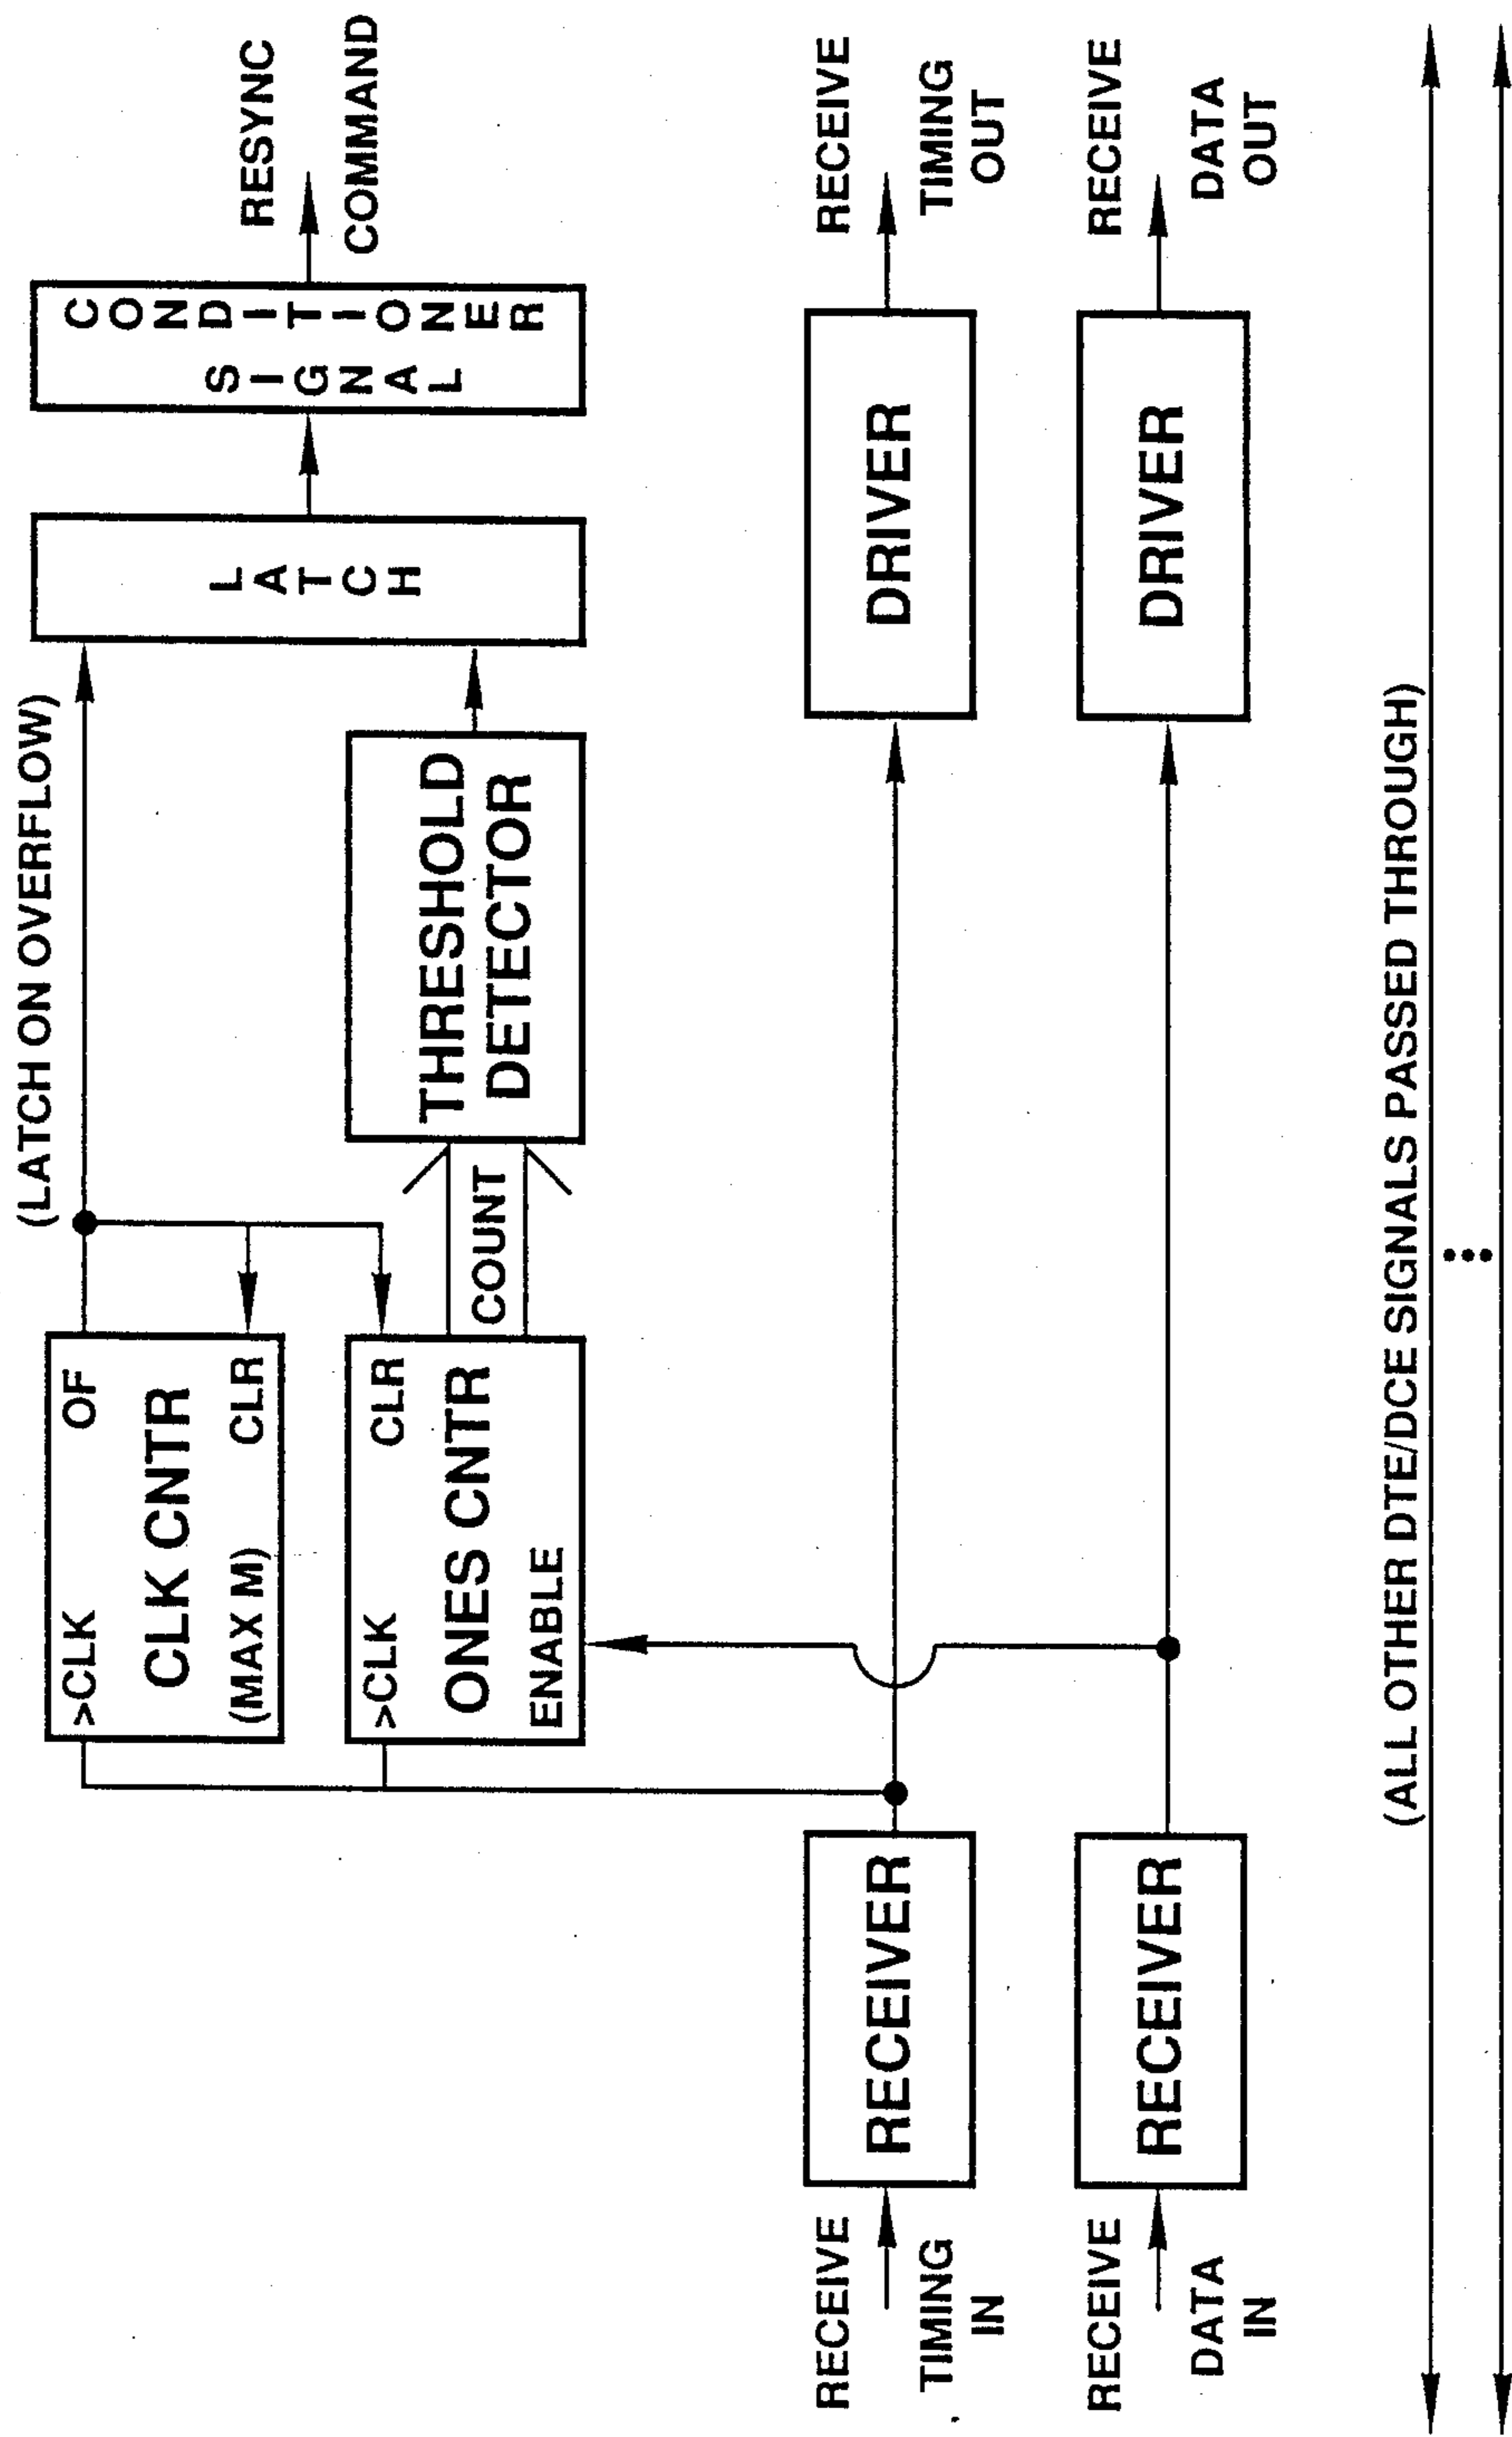 (LATCH ON OVERFLOW)
>CLK
OF
CLK CNTR
(MAX M)
CLR
>CLK
CLR
ONES CNTR
ENABLE
COUNT
THRESHOLD
DETECTOR
LATCH
SIGNAL
CONDITIONER
RESYNC
COMMAND
RECEIVE
TIMING
IN
RECEIVER
DRIVER
RECEIVE
TIMING
OUT
RECEIVE
DATA
IN
RECEIVER
DRIVER
RECEIVE
DATA
OUT
(ALL OTHER DTE/DCE SIGNALS PASSED THROUGH)